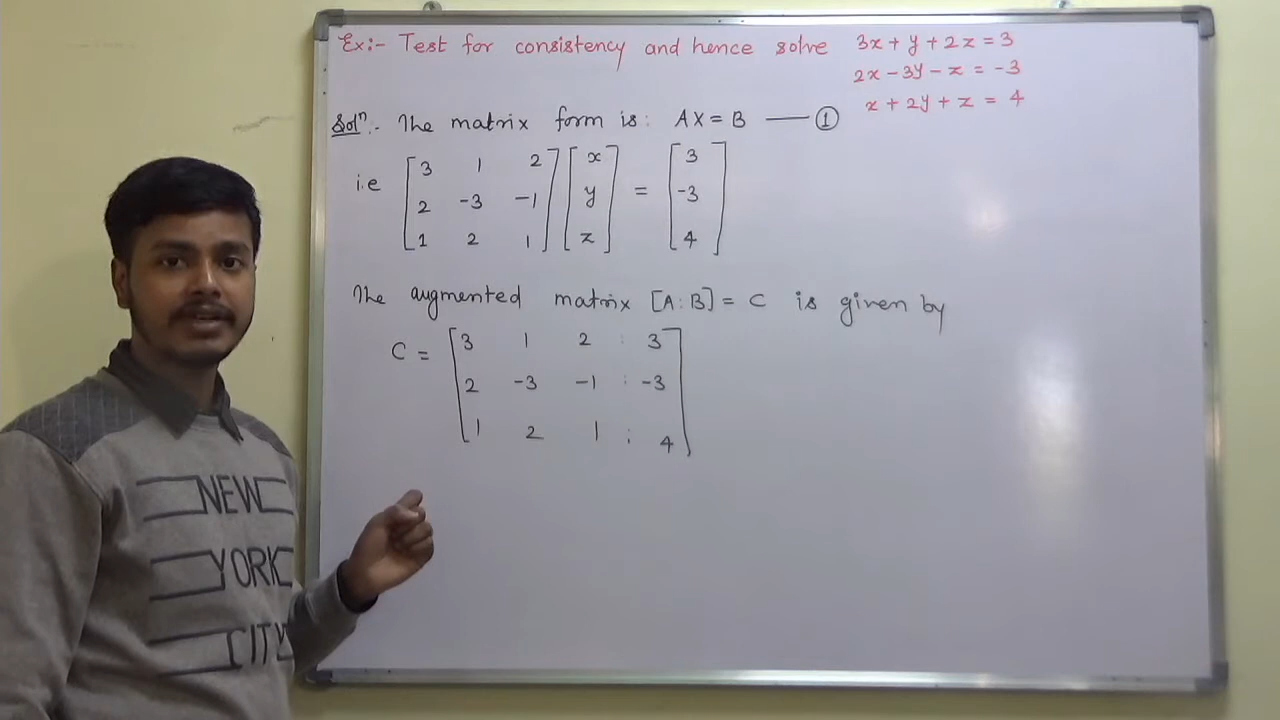 Ex:- Test for consistency and hence solve 3x + y + 2z = 3
2x - 3y - z = -3
x + 2y + z = 4
Solⁿ:- The matrix form is: AX = B —— ①
i.e [3 1 2] [x] = [3]
[2 -3 -1] [y] [-3]
[1 2 1] [z] [4]
The augmented matrix [A:B] = C is given by
C = [3 1 2 : 3]
[2 -3 -1 : -3]
[1 2 1 : 4]
NEW
YORK
CITY